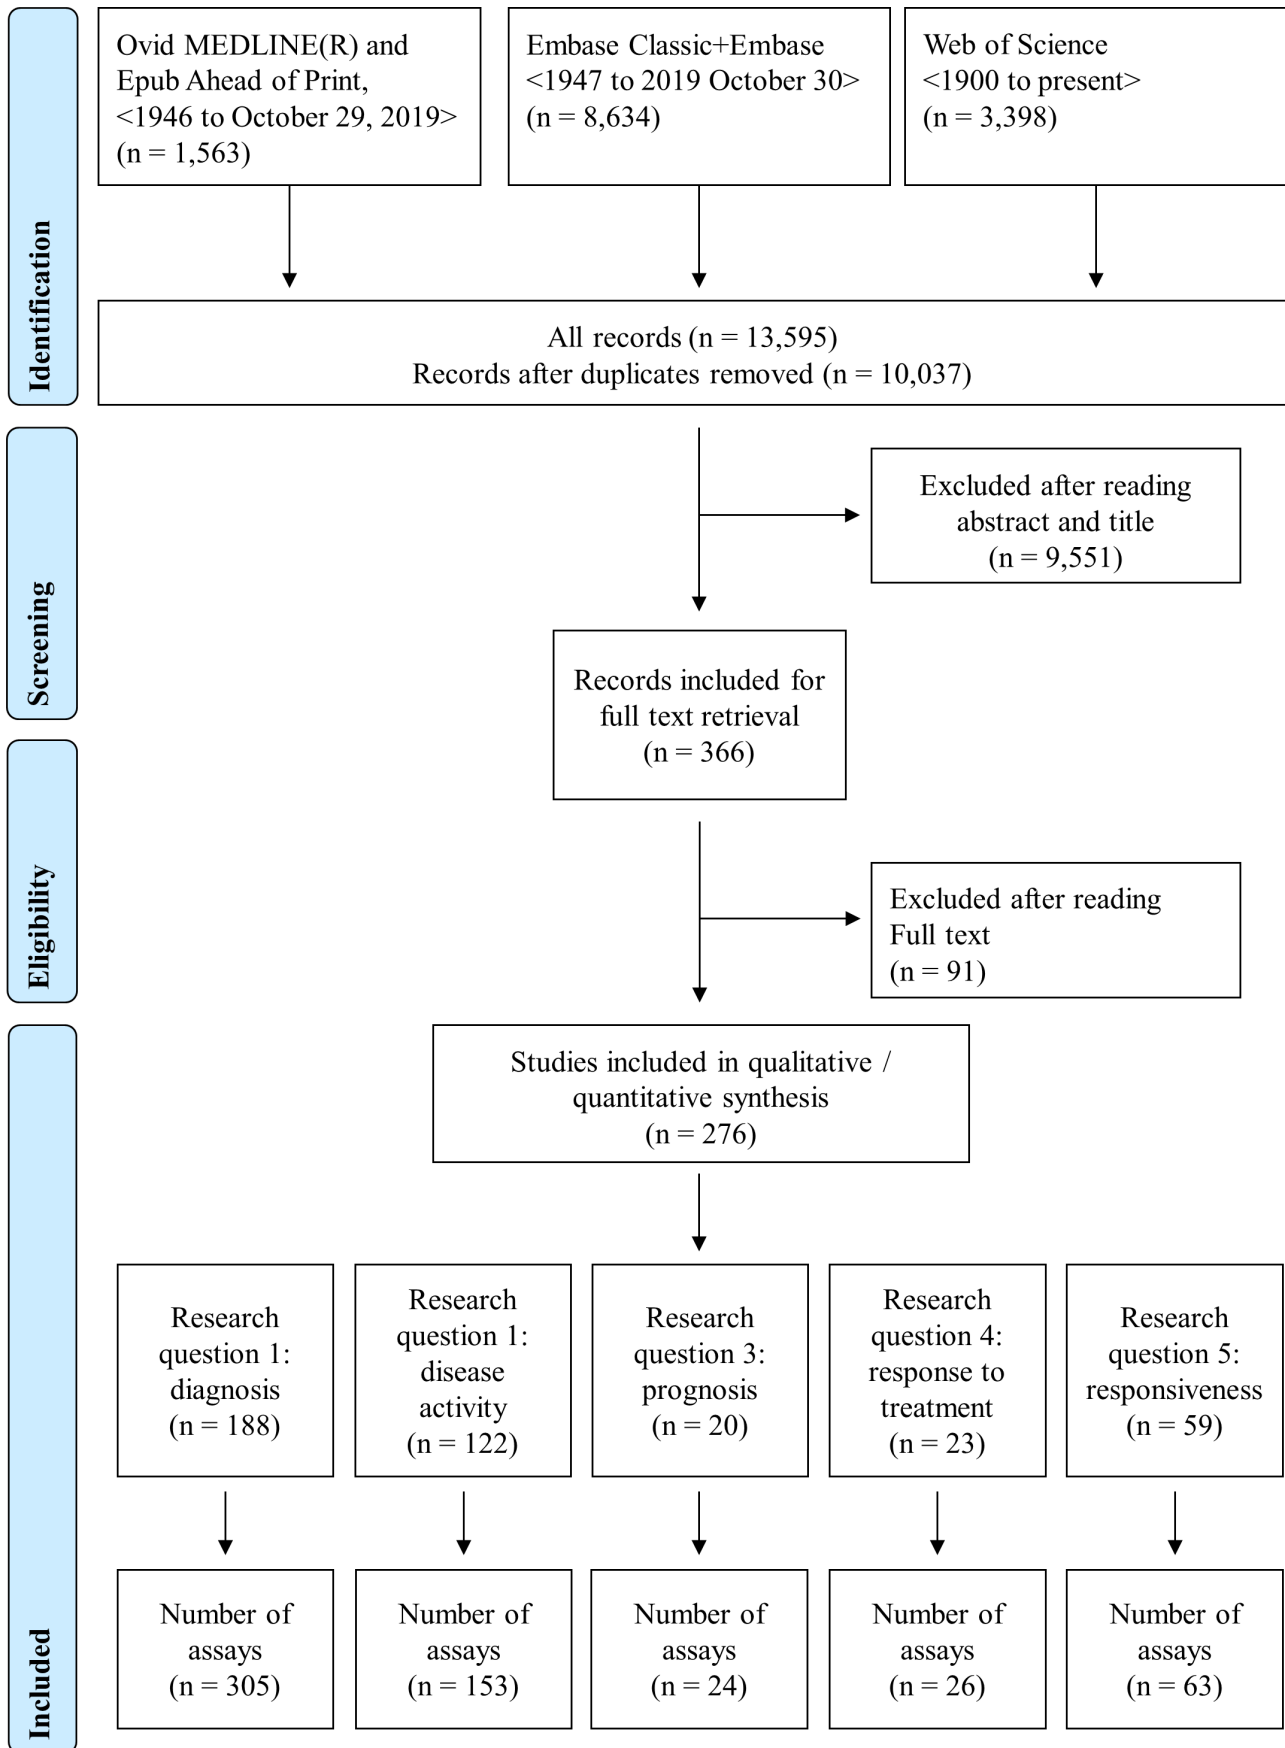 Identification
Ovid MEDLINE(R) and
Epub Ahead of Print,
<1946 to October 29, 2019>
(n = 1,563)
Embase Classic+Embase
<1947 to 2019 October 30>
(n = 8,634)
Web of Science
<1900 to present>
(n = 3,398)
All records (n = 13,595)
Records after duplicates removed (n = 10,037)
Screening
Excluded after reading
abstract and title
(n = 9,551)
Records included for
full text retrieval
(n = 366)
Eligibility
Excluded after reading
Full text
(n = 91)
Included
Studies included in qualitative /
quantitative synthesis
(n = 276)
Research
question 1:
diagnosis
(n = 188)
Research
question 1:
disease
activity
(n = 122)
Research
question 3:
prognosis
(n = 20)
Research
question 4:
response to
treatment
(n = 23)
Research
question 5:
responsiveness
(n = 59)
Number of
assays
(n = 305)
Number of
assays
(n = 153)
Number of
assays
(n = 24)
Number of
assays
(n = 26)
Number of
assays
(n = 63)